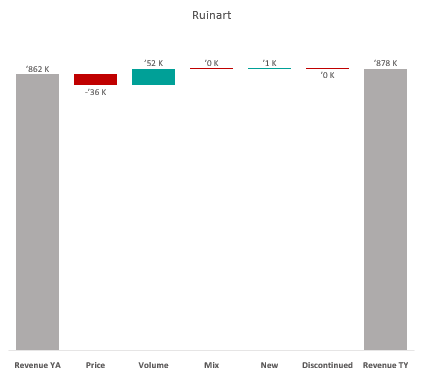 Ruinart
'862 K
-'36 K
'52 K
'0 K
'1 K
'0 K
'878 K
Revenue YA
Price
Volume
Mix
New
Discontinued
Revenue TY